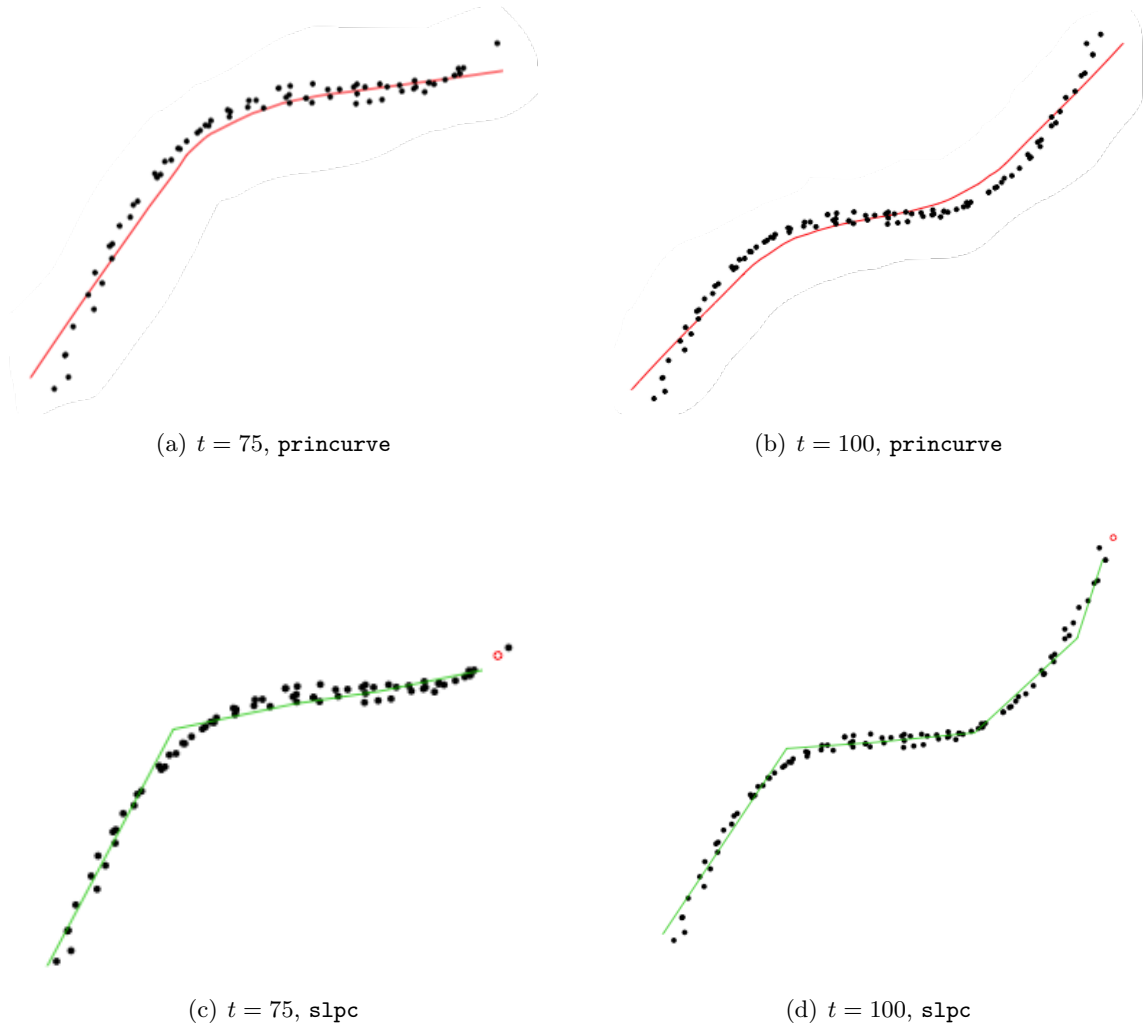 (a) t = 75, princurve
(b) t = 100, princurve
(c) t = 75, slpc
(d) t = 100, slpc